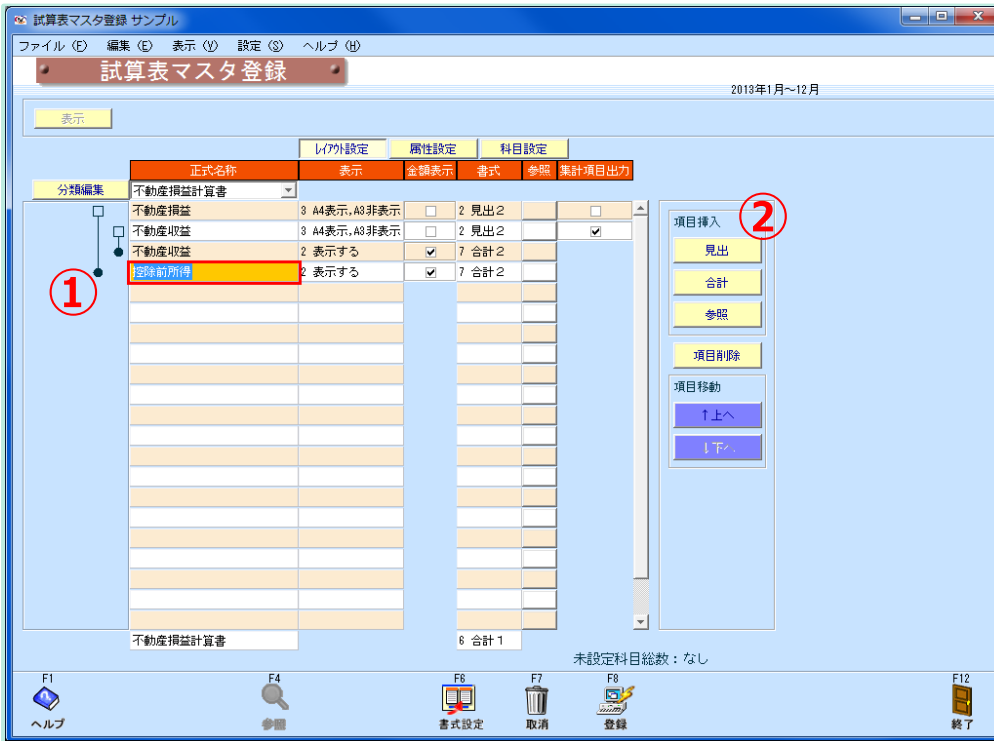 試算表マスタ登録 サンプル
ファイル (F) 編集 (E) 表示 (V) 設定 (S) ヘルプ (H)
試算表マスタ登録
2013年1月～12月
表示
レイアウト設定 属性設定 科目設定
正式名称 表示 金額表示 書式 参照 集計項目出力
分類編集 不動産損益計算書
不動産損益 3 A4表示,A3非表示 2 見出2
不動産収益 3 A4表示,A3非表示 2 見出2
不動産収益 2 表示する 7 合計2
控除前所得 2 表示する 7 合計2
①
②
項目挿入
見出
合計
参照
項目削除
項目移動
↑上へ
↓下へ
不動産損益計算書 6 合計1
未設定科目総数：なし
F1 F4 F6 F7 F8 F12
ヘルプ 参照 書式設定 取消 登録 終了